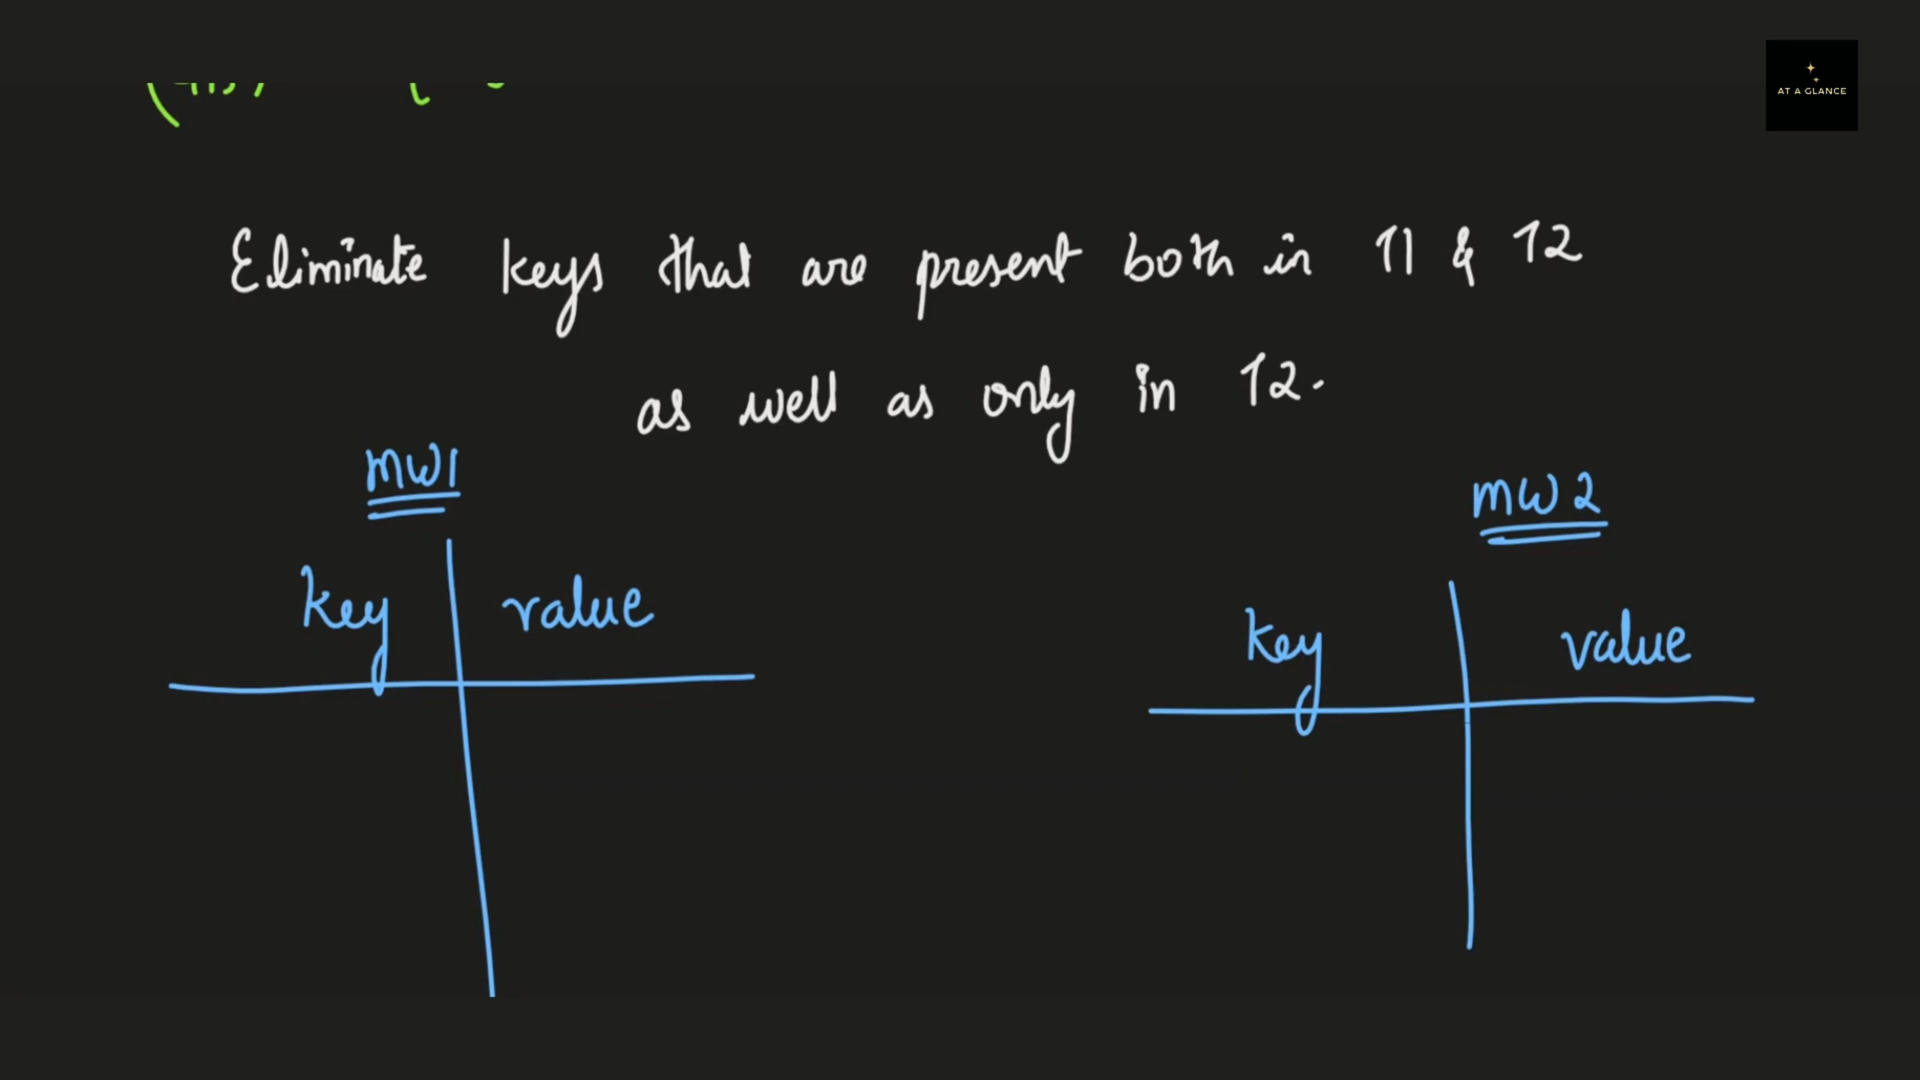 AT A GLANCE
Eliminate keys that are present both in T1 & T2
as well as only in T2.
MW1
MW2
key value
key value